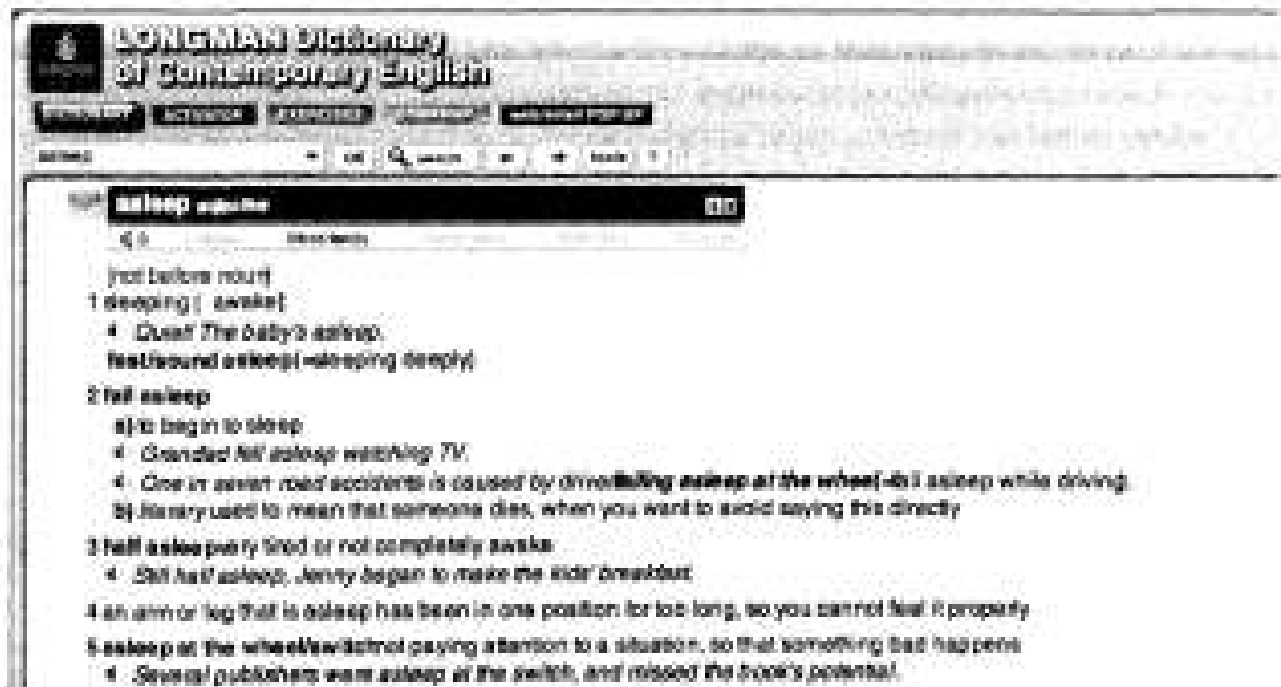 LONGMAN Dictionary
of Contemporary English
DICTIONARY ACTIVATOR EXERCISES
asleep adjective
[not before noun]
1 sleeping [ awake]
Quiet! The baby's asleep.
fast/sound asleep(=sleeping deeply)
2 fall asleep
a) to begin to sleep
Grandad fell asleep watching TV.
One in seven road accidents is caused by drivers falling asleep at the wheel(=fall asleep while driving).
b) literary used to mean that someone dies, when you want to avoid saying this directly
3 half asleep very tired or not completely awake
Still half asleep, Jenny began to make the kids' breakfast.
4 an arm or leg that is asleep has been in one position for too long, so you cannot feel it properly
5 asleep at the wheel/switch not paying attention to a situation, so that something bad happens
Several publishers were asleep at the switch, and missed the book's potential.